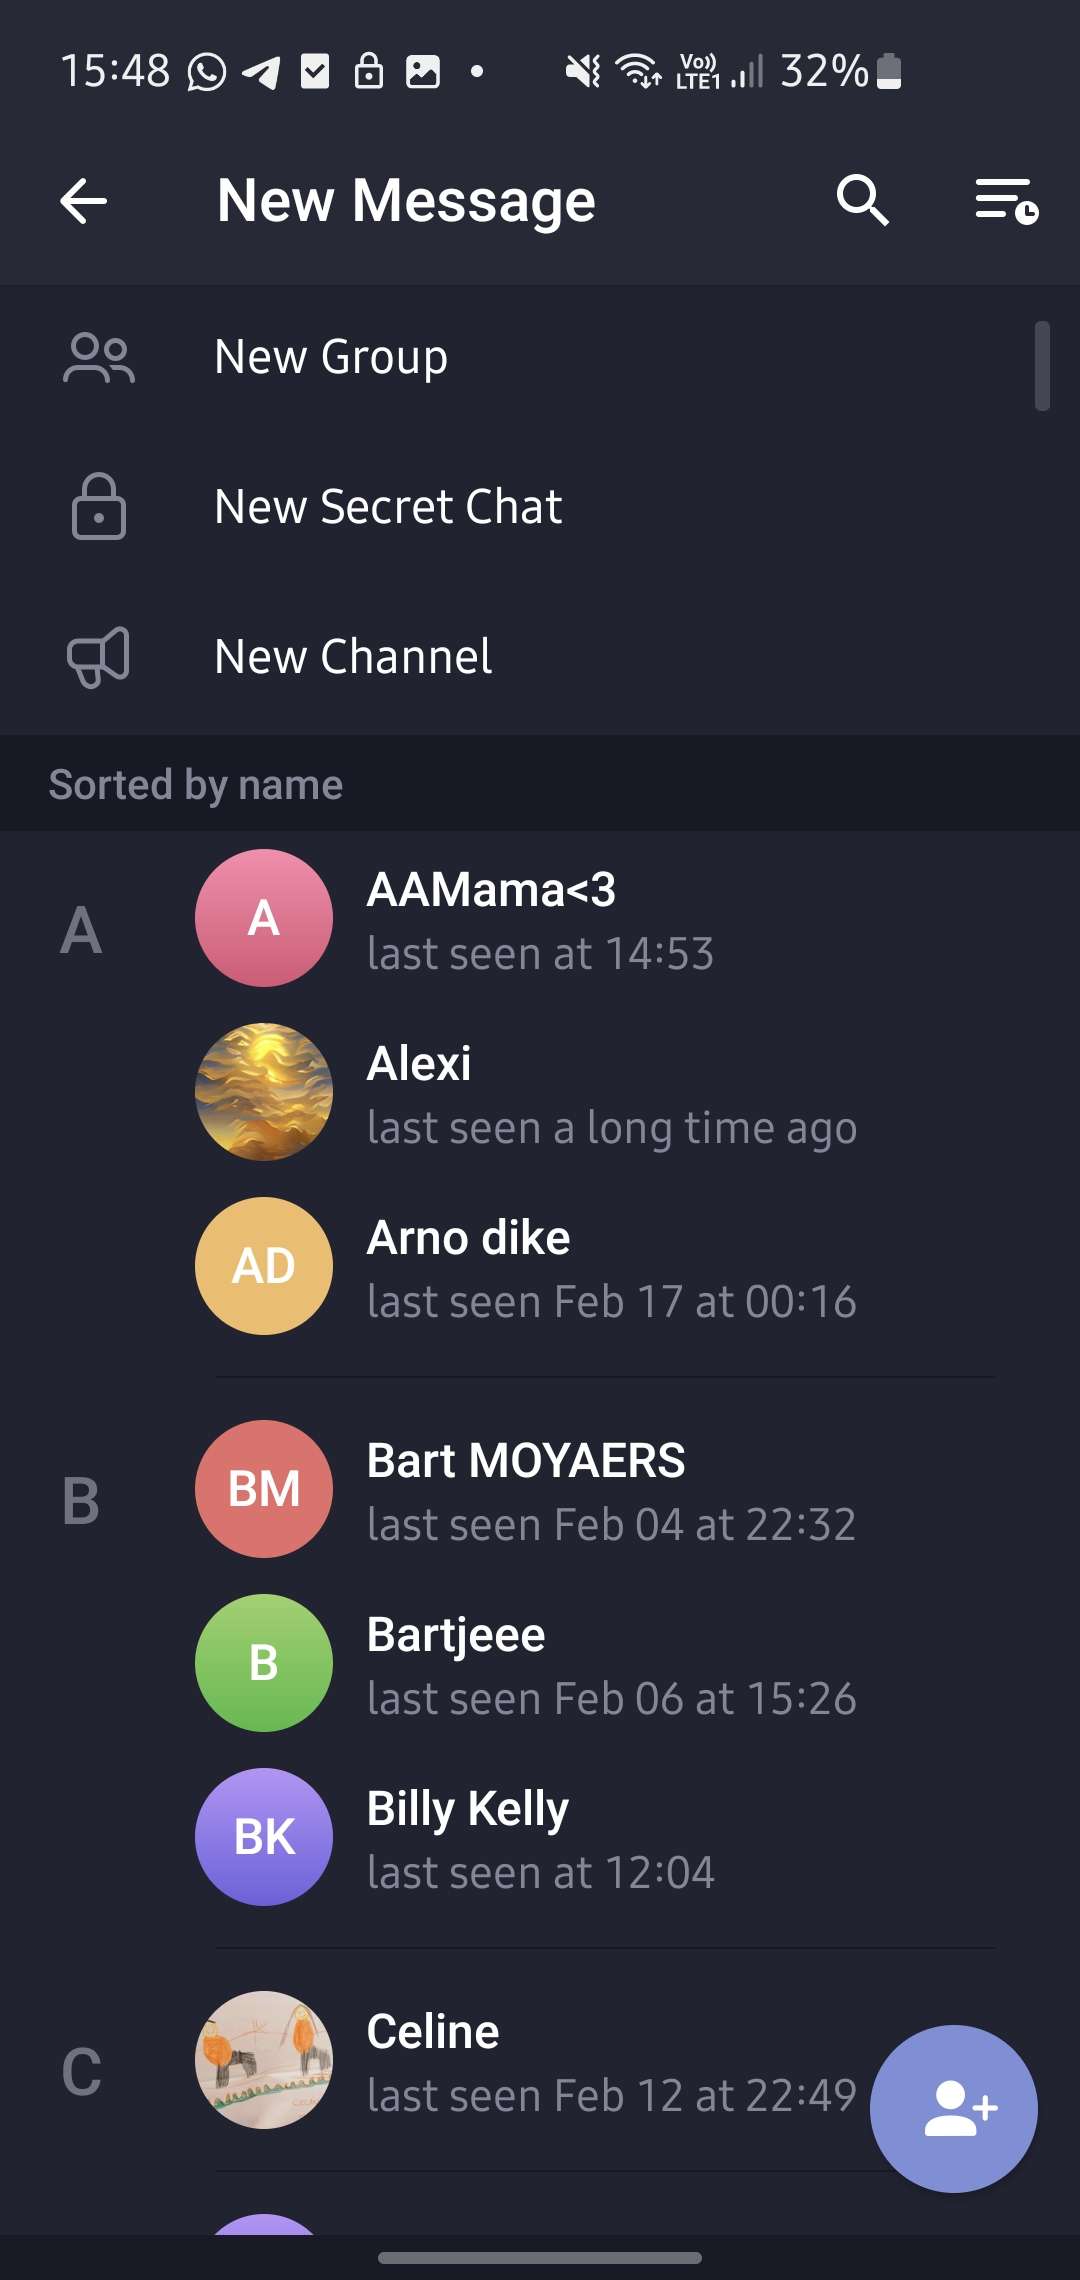 15:48 Vo)) LTE1 32%
New Message
New Group
New Secret Chat
New Channel
Sorted by name
A
A
AAMama<3
last seen at 14:53
Alexi
last seen a long time ago
AD
Arno dike
last seen Feb 17 at 00:16
B
BM
Bart MOYAERS
last seen Feb 04 at 22:32
B
Bartjeee
last seen Feb 06 at 15:26
BK
Billy Kelly
last seen at 12:04
C
Celine
last seen Feb 12 at 22:49